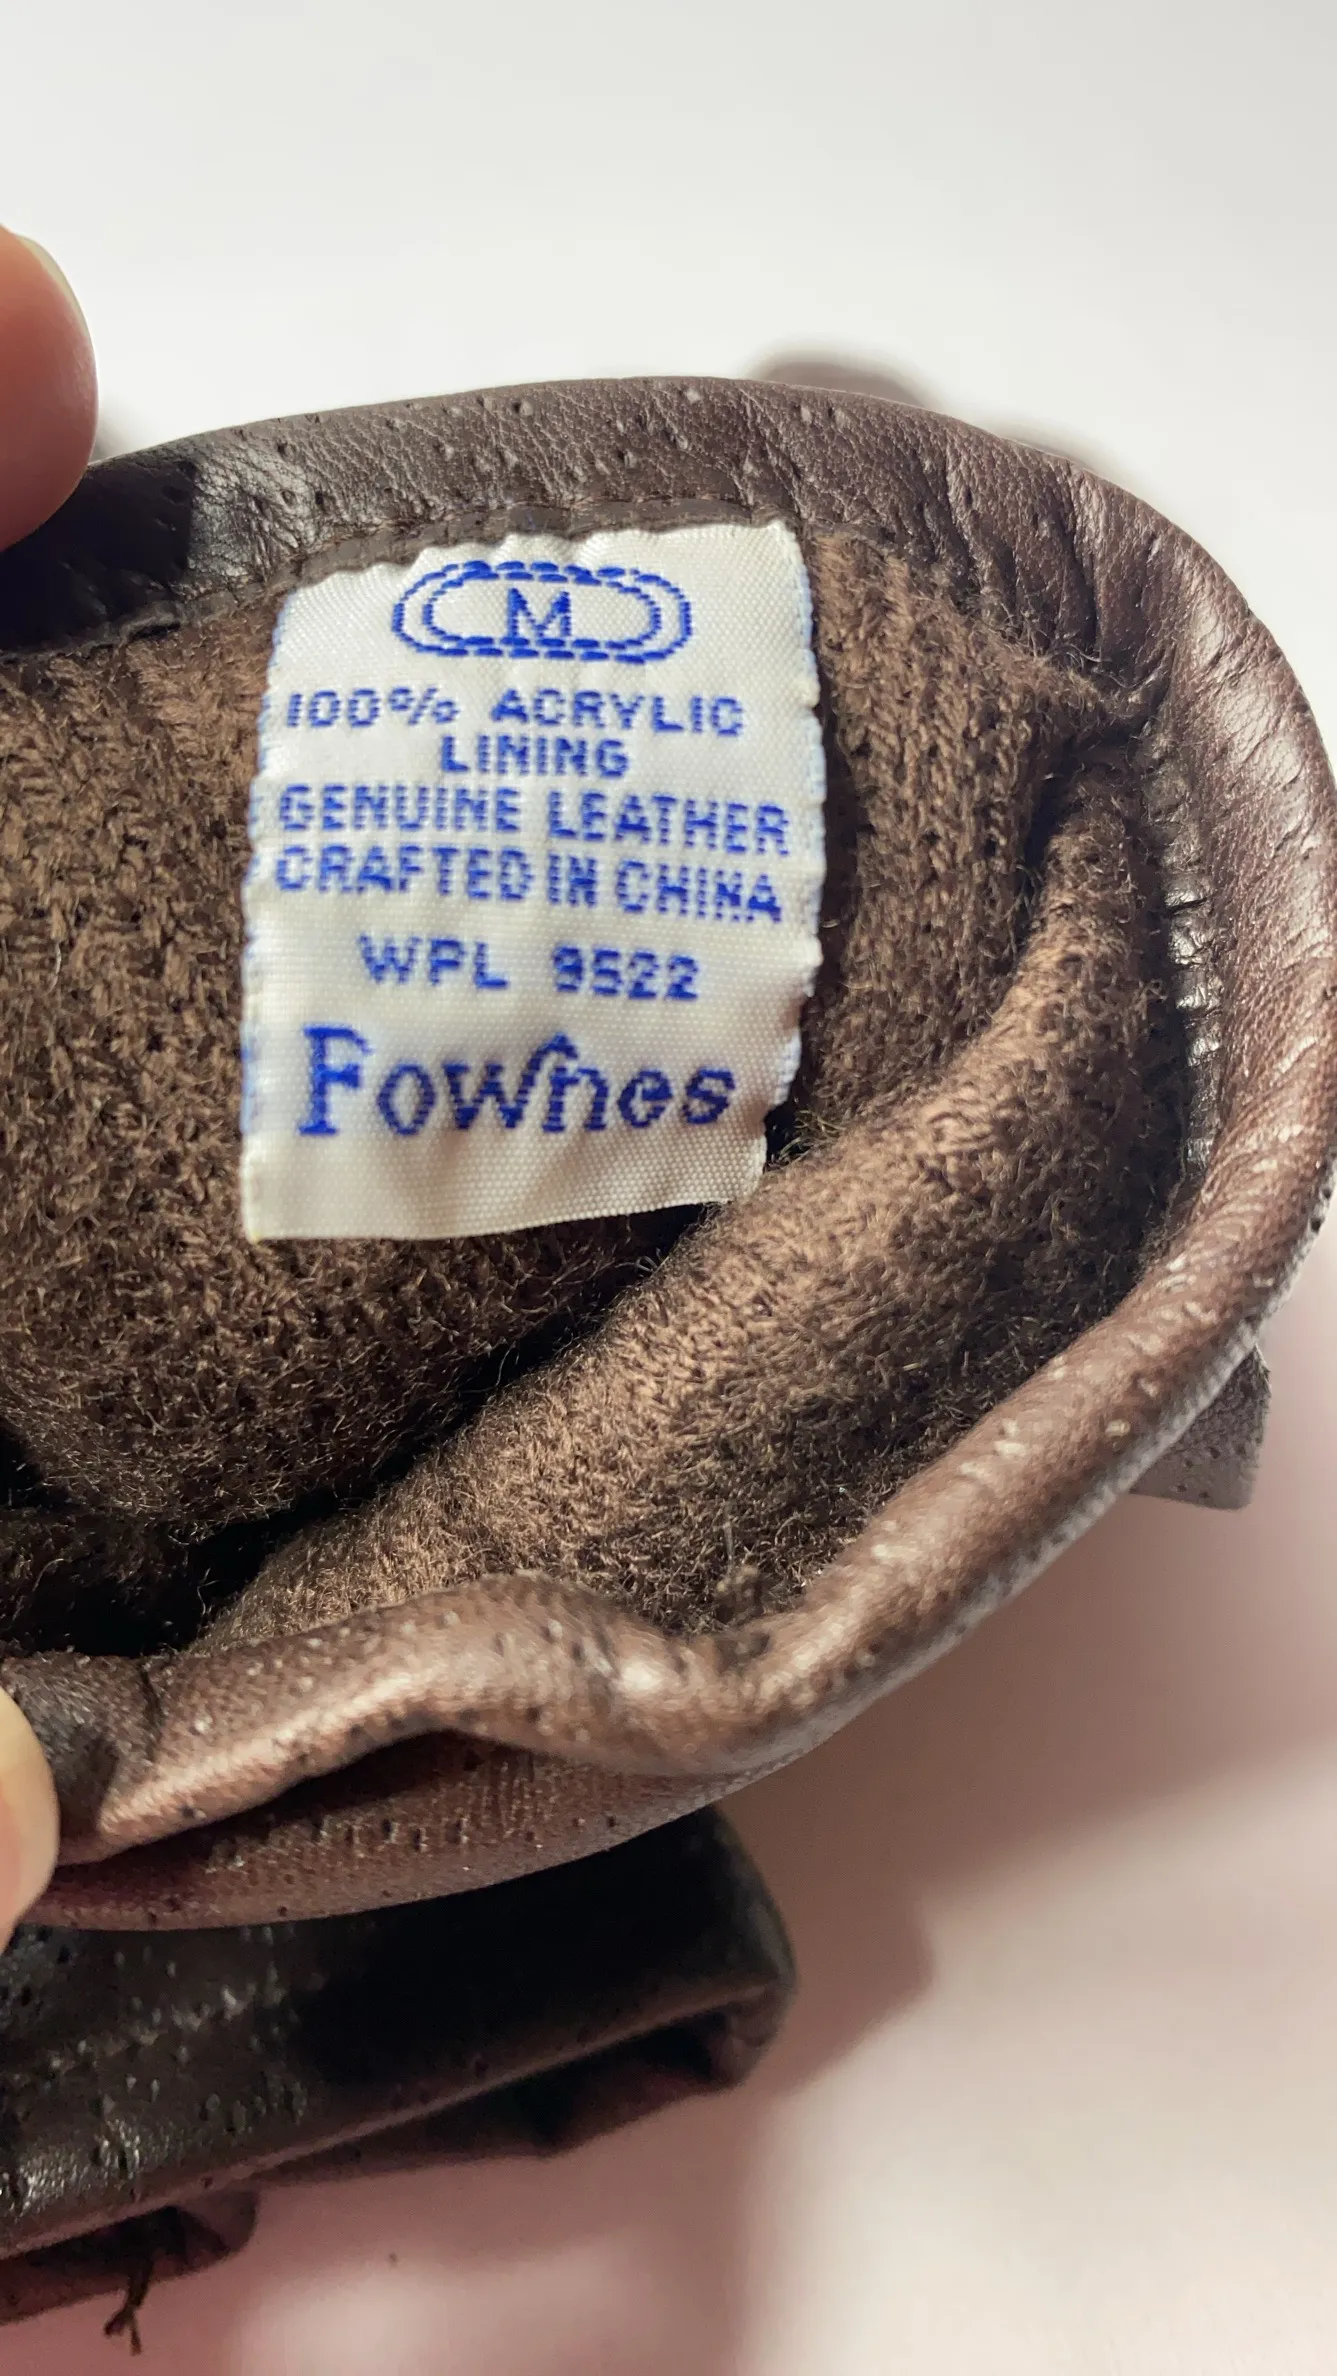 M
100% ACRYLIC
LINING
GENUINE LEATHER
CRAFTED IN CHINA
WPL 9522
Fownes